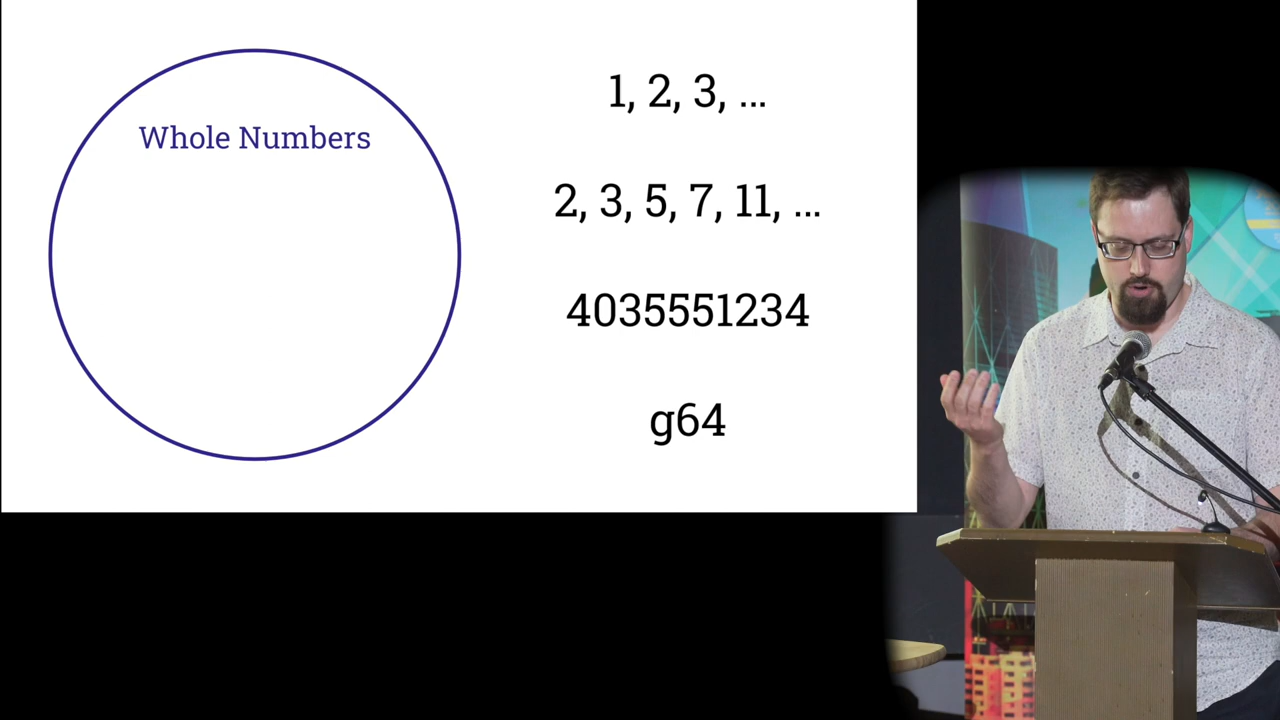 Whole Numbers
1, 2, 3, ...
2, 3, 5, 7, 11, ...
4035551234
g64